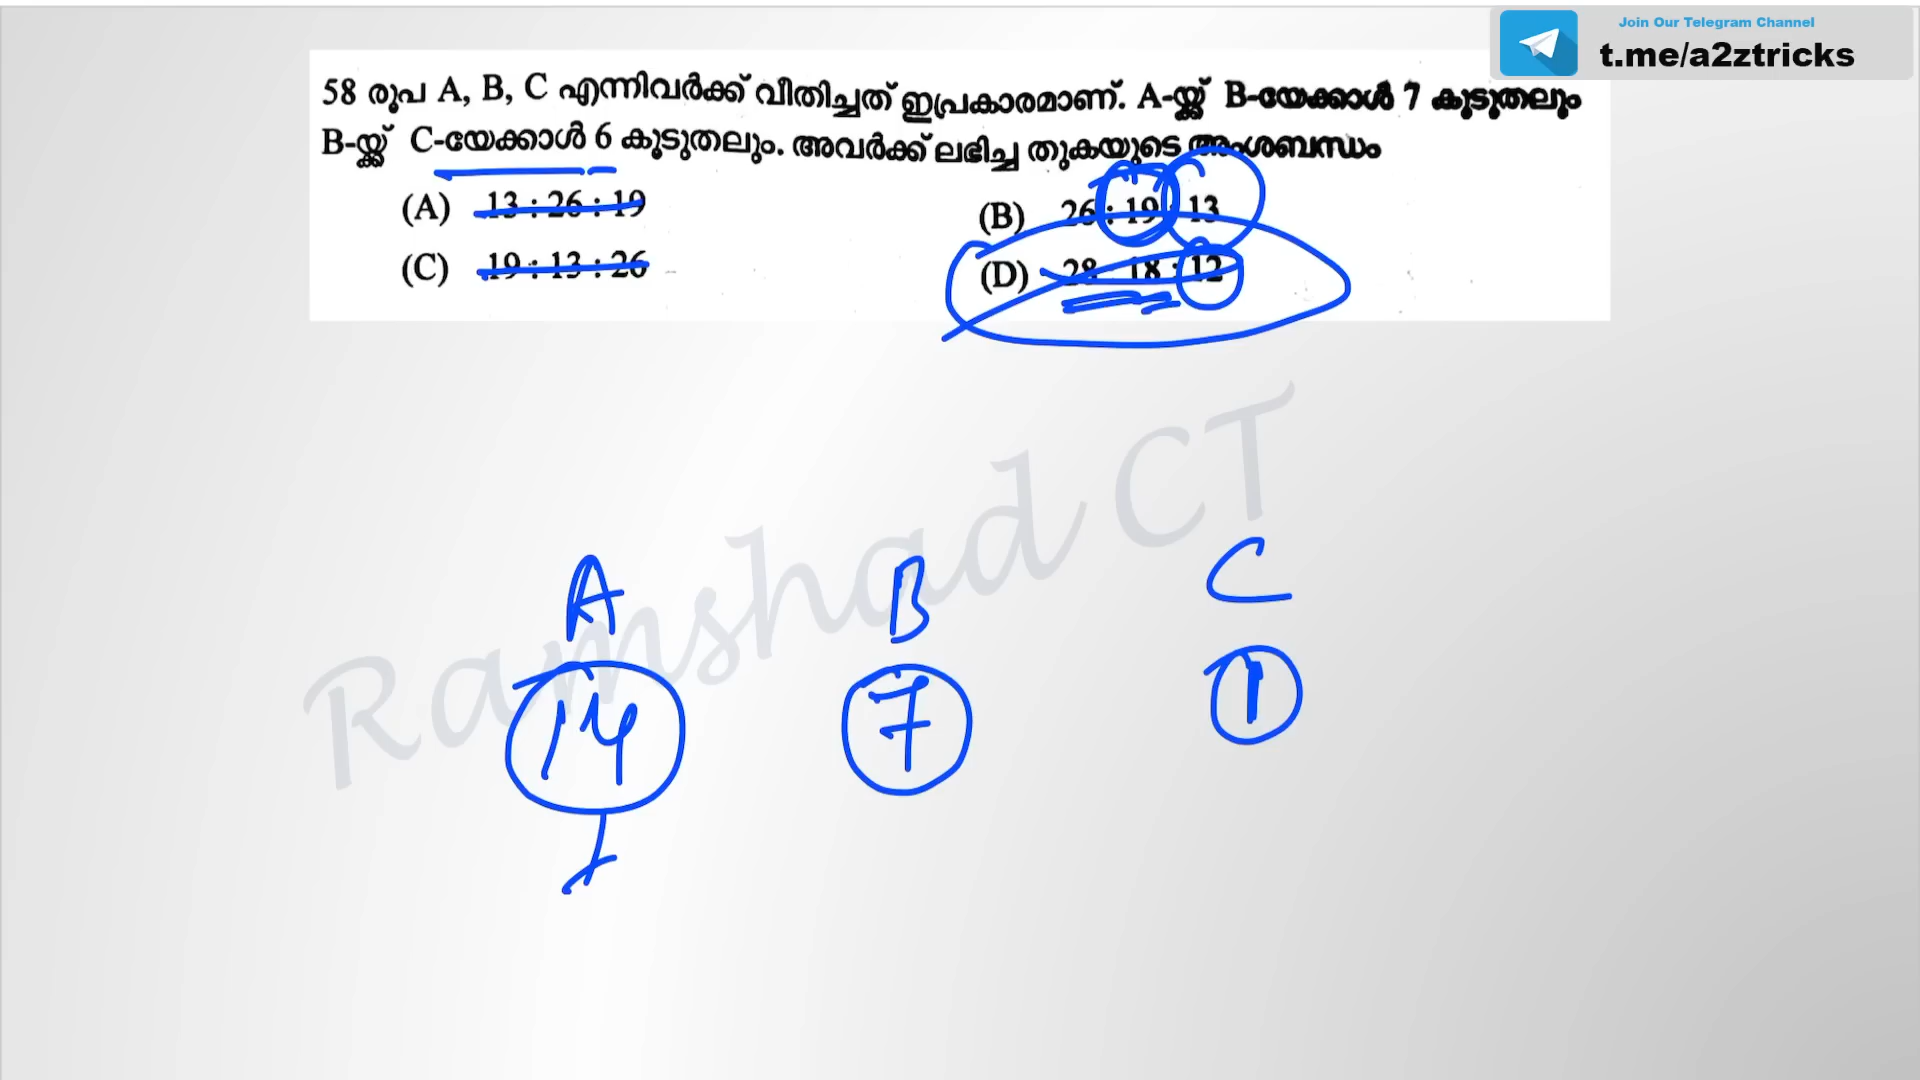 Join Our Telegram Channel
t.me/a2ztricks
58 രൂപ A, B, C എന്നിവർക്ക് വീതിച്ചത് ഇപ്രകാരമാണ്. A-യ്ക്ക് B-യേക്കാൾ 7 കൂടുതലും
B-യ്ക്ക് C-യേക്കാൾ 6 കൂടുതലും. അവർക്ക് ലഭിച്ച തുകയുടെ അംശബന്ധം
(A) 13 : 26 : 19 (B) 26 : 19 : 13
(C) 19 : 13 : 26 (D) 28 : 18 : 12
Ramshad CT
A B C
14 7 1